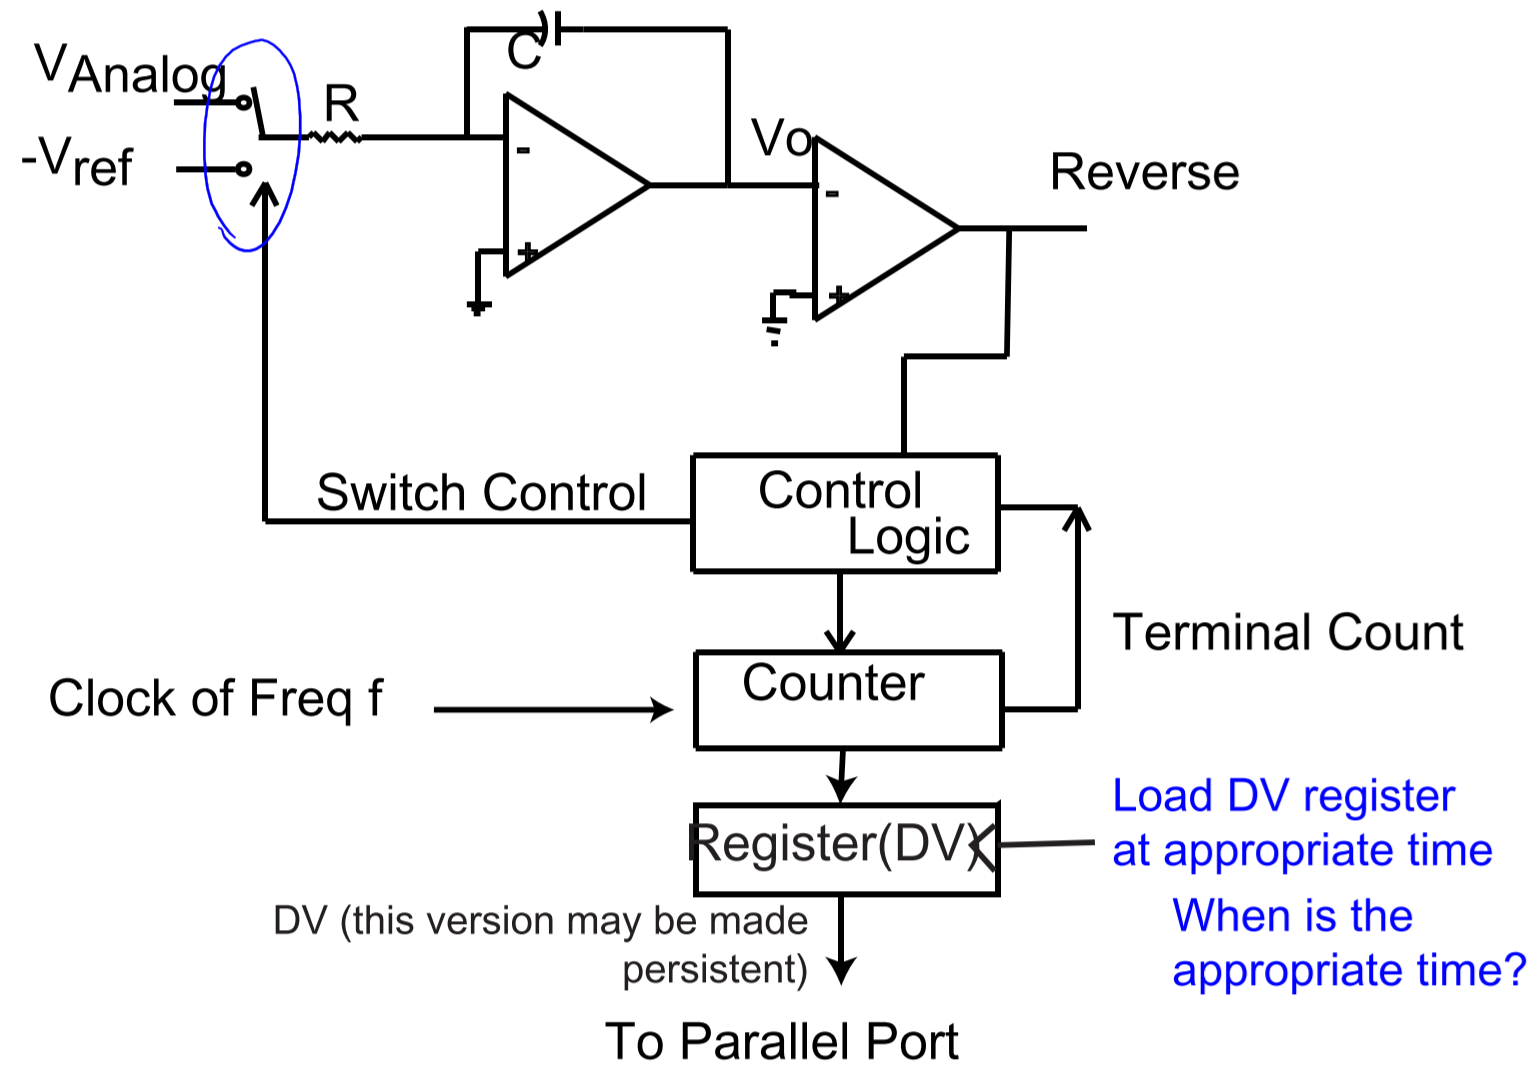 C
VAnalog
R
-Vref
Vo
-
+
-
+
Reverse
Switch Control
Control
Logic
Terminal Count
Clock of Freq f
Counter
Load DV register
at appropriate time
Register(DV)
When is the
appropriate time?
DV (this version may be made
persistent)
To Parallel Port